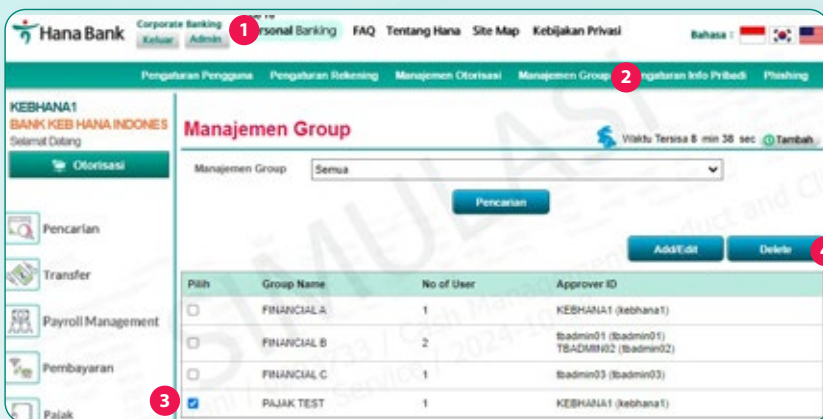 Hana Bank
Corporate Banking
Keluar Admin
1
rsonal Banking FAQ Tentang Hana Site Map Kebijakan Privasi
Bahasa :
Pengaturan Pengguna Pengaturan Rekening Manajemen Otorisasi Manajemen Group 2 engaturan Info Pribadi Phishing
KEBHANA1
BANK KEB HANA INDONES
Selamat Datang
Otorisasi
Pencarian
Transfer
Payroll Management
Pembayaran
Pajak
Manajemen Group
Waktu Tersisa 8 min 38 sec Tambah
Manajemen Group Semua
Pencarian
Add/Edit Delete
4
Pilih Group Name No of User Approver ID
FINANCIAL A 1 KEBHANA1 (kebhana1)
FINANCIAL B 2 tbadmin01 (tbadmin01)
TBADMIN02 (tbadmin02)
FINANCIAL C 1 tbadmin03 (tbadmin03)
3 PAJAK TEST 1 KEBHANA1 (kebhana1)
SIMULASI